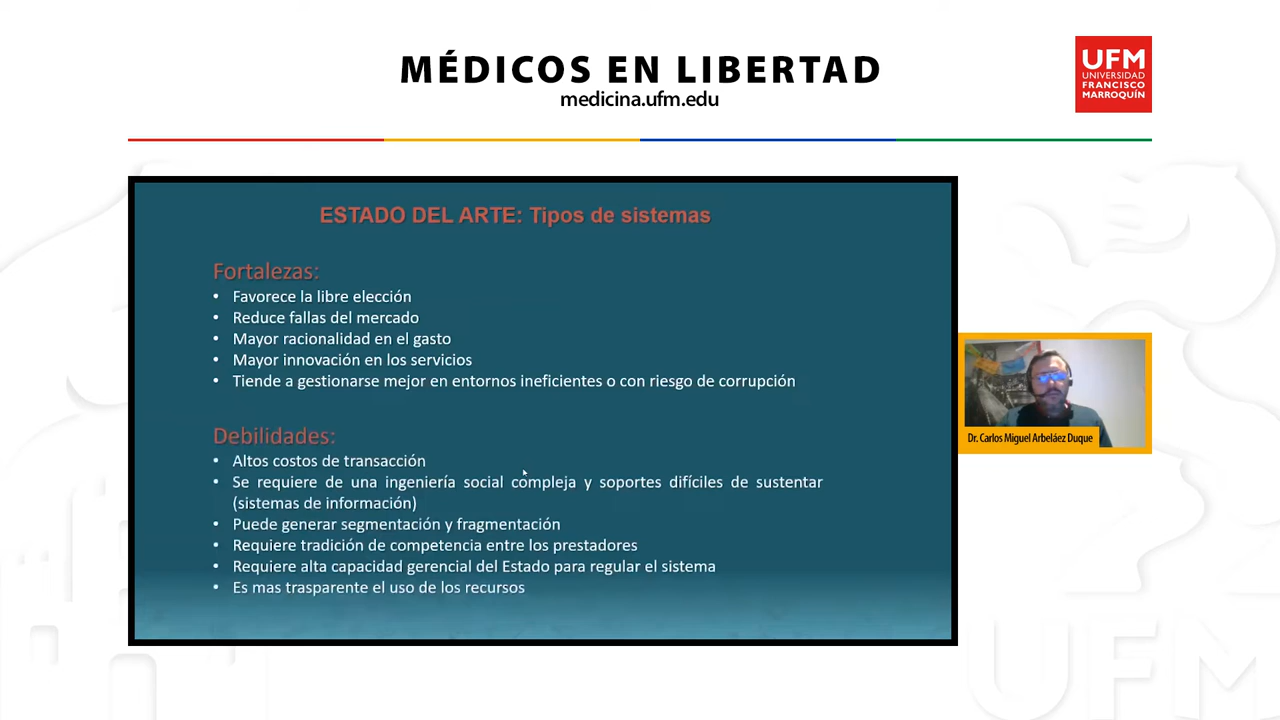 MÉDICOS EN LIBERTAD
medicina.ufm.edu
UFM
UNIVERSIDAD
FRANCISCO
MARROQUÍN
ESTADO DEL ARTE: Tipos de sistemas
Fortalezas:
• Favorece la libre elección
• Reduce fallas del mercado
• Mayor racionalidad en el gasto
• Mayor innovación en los servicios
• Tiende a gestionarse mejor en entornos ineficientes o con riesgo de corrupción
Debilidades:
• Altos costos de transacción
• Se requiere de una ingeniería social compleja y soportes difíciles de sustentar
(sistemas de información)
• Puede generar segmentación y fragmentación
• Requiere tradición de competencia entre los prestadores
• Requiere alta capacidad gerencial del Estado para regular el sistema
• Es mas trasparente el uso de los recursos
Dr. Carlos Miguel Arbeláez Duque
UFM